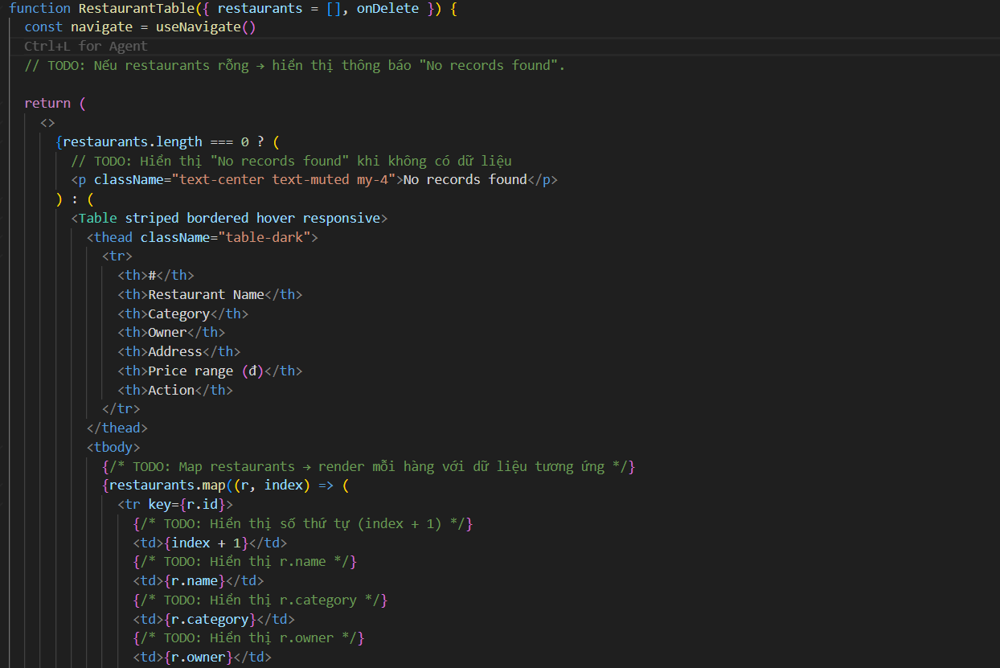 function RestaurantTable({ restaurants = [], onDelete }) {
const navigate = useNavigate()
Ctrl+L for Agent
// TODO: Nếu restaurants rỗng → hiển thị thông báo "No records found".
return (
<>
{restaurants.length === 0 ? (
// TODO: Hiển thị "No records found" khi không có dữ liệu
<p className="text-center text-muted my-4">No records found</p>
) : (
<Table striped bordered hover responsive>
<thead className="table-dark">
<tr>
<th>#</th>
<th>Restaurant Name</th>
<th>Category</th>
<th>Owner</th>
<th>Address</th>
<th>Price range (đ)</th>
<th>Action</th>
</tr>
</thead>
<tbody>
{/* TODO: Map restaurants → render mỗi hàng với dữ liệu tương ứng */}
{restaurants.map((r, index) => (
<tr key={r.id}>
{/* TODO: Hiển thị số thứ tự (index + 1) */}
<td>{index + 1}</td>
{/* TODO: Hiển thị r.name */}
<td>{r.name}</td>
{/* TODO: Hiển thị r.category */}
<td>{r.category}</td>
{/* TODO: Hiển thị r.owner */}
<td>{r.owner}</td>